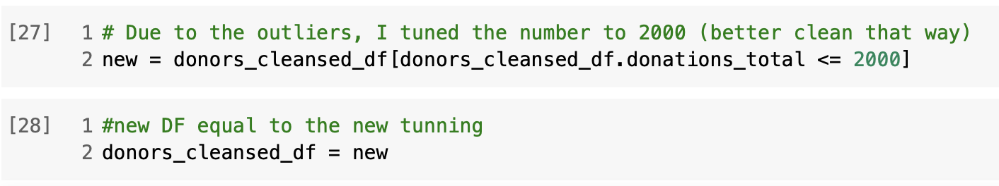 [27] 1 # Due to the outliers, I tuned the number to 2000 (better clean that way)
2 new = donors_cleansed_df[donors_cleansed_df.donations_total <= 2000]
[28] 1 #new DF equal to the new tunning
2 donors_cleansed_df = new